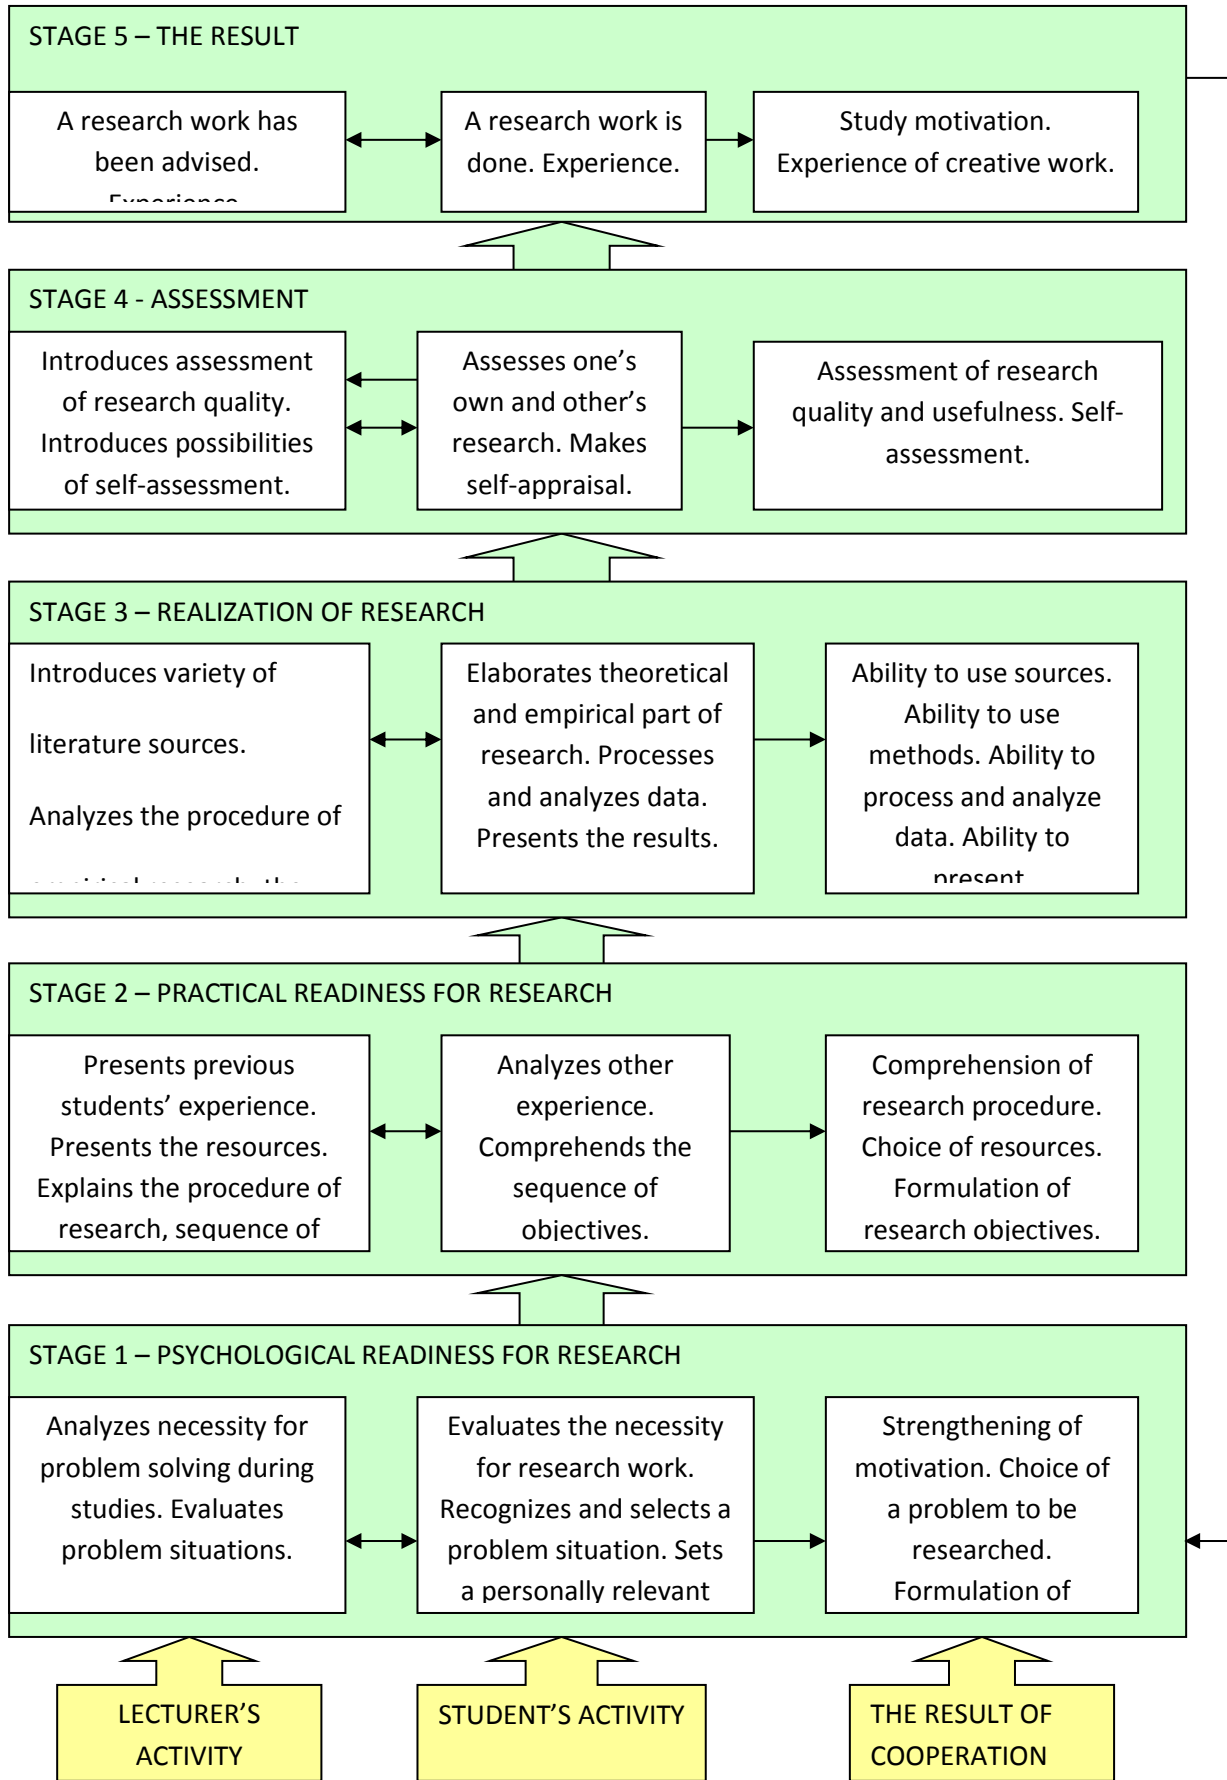 STAGE 5 – THE RESULT
A research work has
been advised.
A research work is
done. Experience.
Study motivation.
Experience of creative work.
STAGE 4 - ASSESSMENT
Introduces assessment
of research quality.
Introduces possibilities
of self-assessment.
Assesses one’s
own and other’s
research. Makes
self-appraisal.
Assessment of research
quality and usefulness. Self-
assessment.
STAGE 3 – REALIZATION OF RESEARCH
Introduces variety of
literature sources.
Analyzes the procedure of
Elaborates theoretical
and empirical part of
research. Processes
and analyzes data.
Presents the results.
Ability to use sources.
Ability to use
methods. Ability to
process and analyze
data. Ability to
present
STAGE 2 – PRACTICAL READINESS FOR RESEARCH
Presents previous
students’ experience.
Presents the resources.
Explains the procedure of
research, sequence of
Analyzes other
experience.
Comprehends the
sequence of
objectives.
Comprehension of
research procedure.
Choice of resources.
Formulation of
research objectives.
STAGE 1 – PSYCHOLOGICAL READINESS FOR RESEARCH
Analyzes necessity for
problem solving during
studies. Evaluates
problem situations.
Evaluates the necessity
for research work.
Recognizes and selects a
problem situation. Sets
a personally relevant
Strengthening of
motivation. Choice of
a problem to be
researched.
Formulation of
LECTURER’S
ACTIVITY
STUDENT’S ACTIVITY
THE RESULT OF
COOPERATION